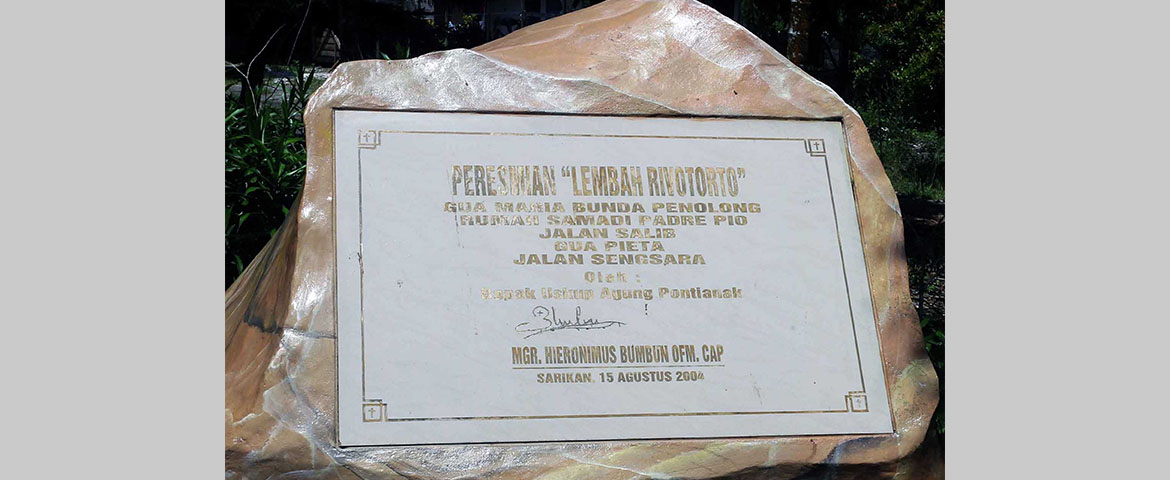 PERESMIAN "LEMBAH RIVOTORTO"
GUA MARIA BUNDA PENOLONG
RUMAH SAMADI PADRE PIO
JALAN SALIB
GUA PIETA
JALAN SENGSARA
Oleh :
Bapak Uskup Agung Pontianak
MGR. HIERONIMUS BUMBUN OFM. CAP
SARIKAN, 15 AGUSTUS 2004